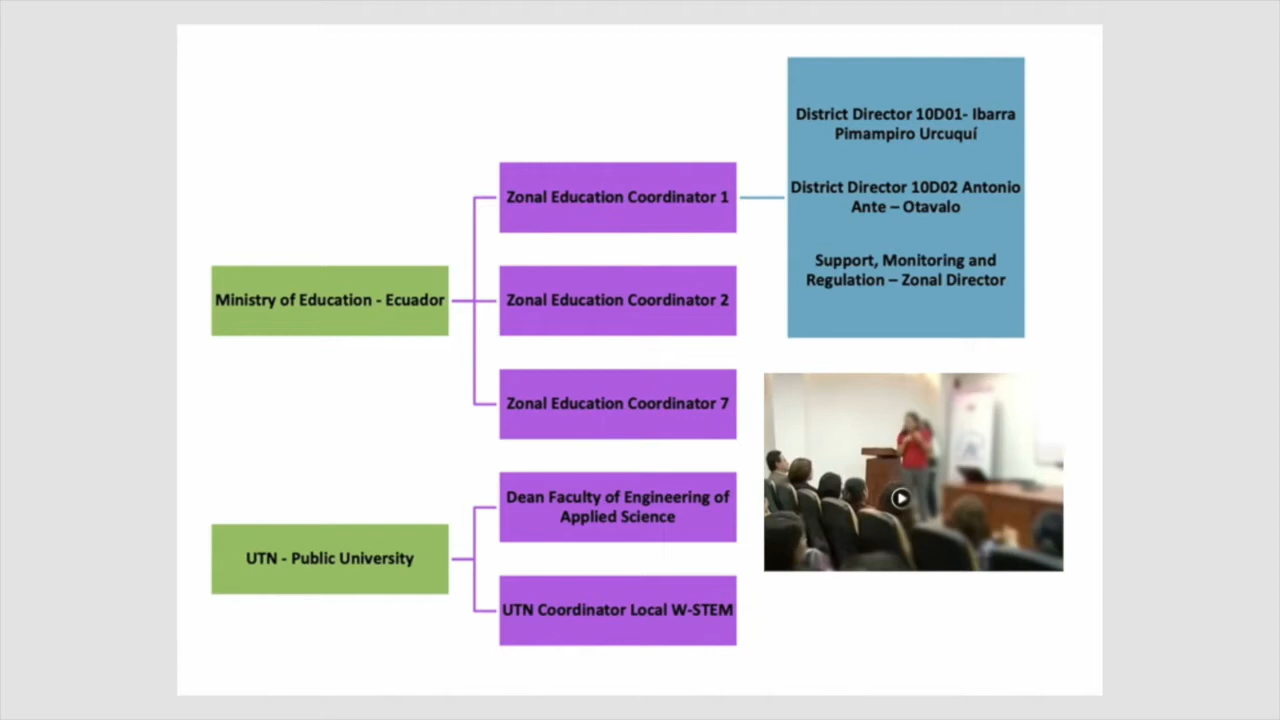 Ministry of Education - Ecuador
Zonal Education Coordinator 1
Zonal Education Coordinator 2
Zonal Education Coordinator 7
District Director 10D01- Ibarra
Pimampiro Urcuquí
District Director 10D02 Antonio
Ante – Otavalo
Support, Monitoring and
Regulation – Zonal Director
UTN - Public University
Dean Faculty of Engineering of
Applied Science
UTN Coordinator Local W-STEM